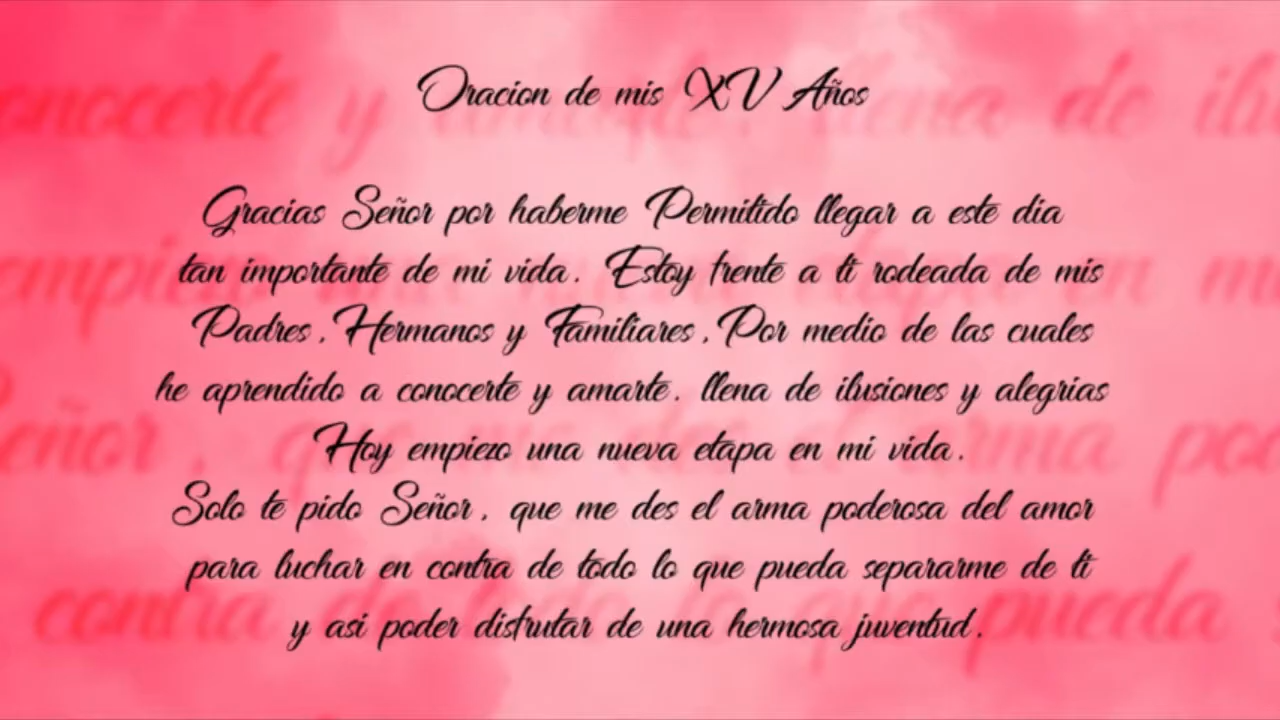 Oracion de mis XV Años
Gracias Señor por haberme Permitido llegar a este dia
tan importante de mi vida. Estoy frente a ti rodeada de mis
Padres, Hermanos y Familiares, Por medio de las cuales
he aprendido a conocerte y amarte. llena de ilusiones y alegrias
Hoy empiezo una nueva etapa en mi vida.
Solo te pido Señor, que me des el arma poderosa del amor
para luchar en contra de todo lo que pueda separarme de ti
y asi poder disfrutar de una hermosa juventud.